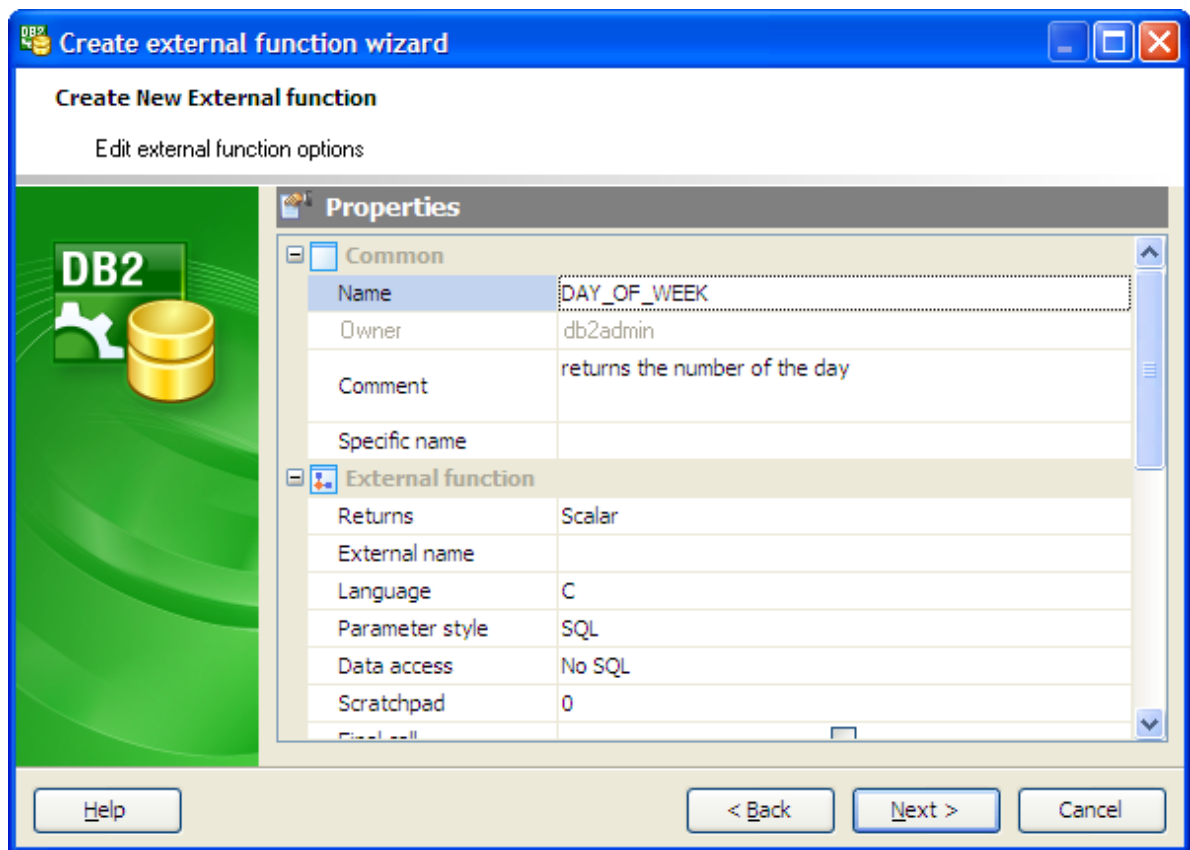 Create external function wizard
Create New External function
Edit external function options
DB2
Properties
Common
Name DAY_OF_WEEK
Owner db2admin
Comment returns the number of the day
Specific name
External function
Returns Scalar
External name
Language C
Parameter style SQL
Data access No SQL
Scratchpad 0
Final call
Help < Back Next > Cancel